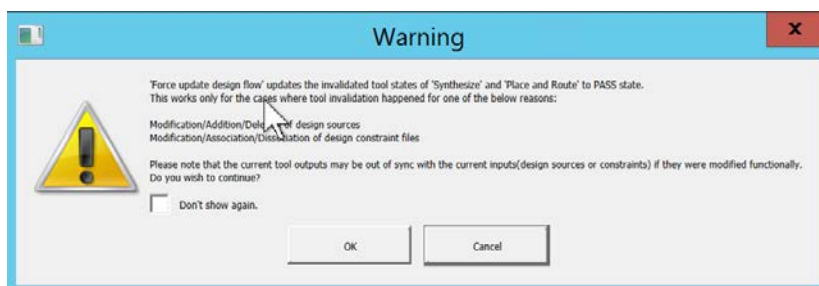 Warning
x
'Force update design flow' updates the invalidated tool states of 'Synthesize' and 'Place and Route' to PASS state.
This works only for the cases where tool invalidation happened for one of the below reasons:
Modification/Addition/Dele of design sources
Modification/Association/Dissociation of design constraint files
Please note that the current tool outputs may be out of sync with the current inputs(design sources or constraints) if they were modified functionally.
Do you wish to continue?
Don't show again.
OK
Cancel